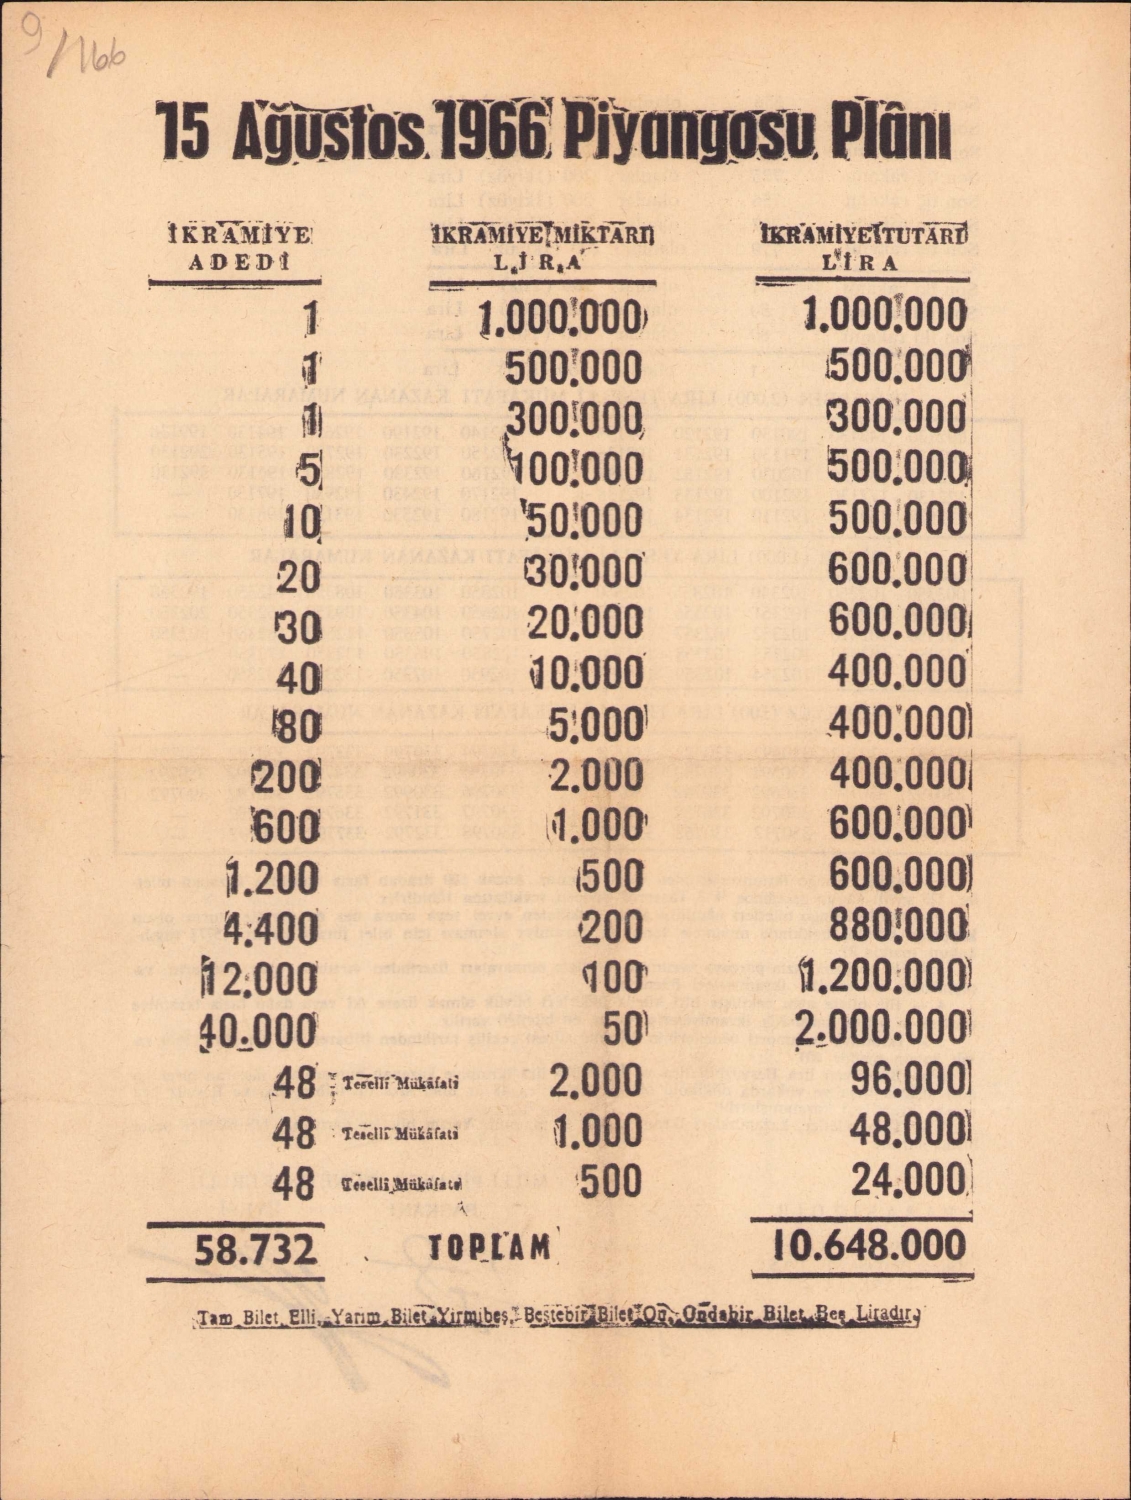 9/166
15 Ağustos 1966 Piyangosu Plânı
İKRAMİYE ADEDİ İKRAMİYE MİKTARI LİRA İKRAMİYE TUTARI LİRA
1 1.000.000 1.000.000
1 500.000 500.000
1 300.000 300.000
5 100.000 500.000
10 50.000 500.000
20 30.000 600.000
30 20.000 600.000
40 10.000 400.000
80 5.000 400.000
200 2.000 400.000
600 1.000 600.000
1.200 500 600.000
4.400 200 880.000
12.000 100 1.200.000
40.000 50 2.000.000
48 Teselli Mükâfatı 2.000 96.000
48 Teselli Mükâfatı 1.000 48.000
48 Teselli Mükâfatı 500 24.000
58.732 TOPLAM 10.648.000
Tam Bilet Elli, Yarım Bilet Yirmibeş, Beştebir Bilet On, Ondabir Bilet Beş Liradır.